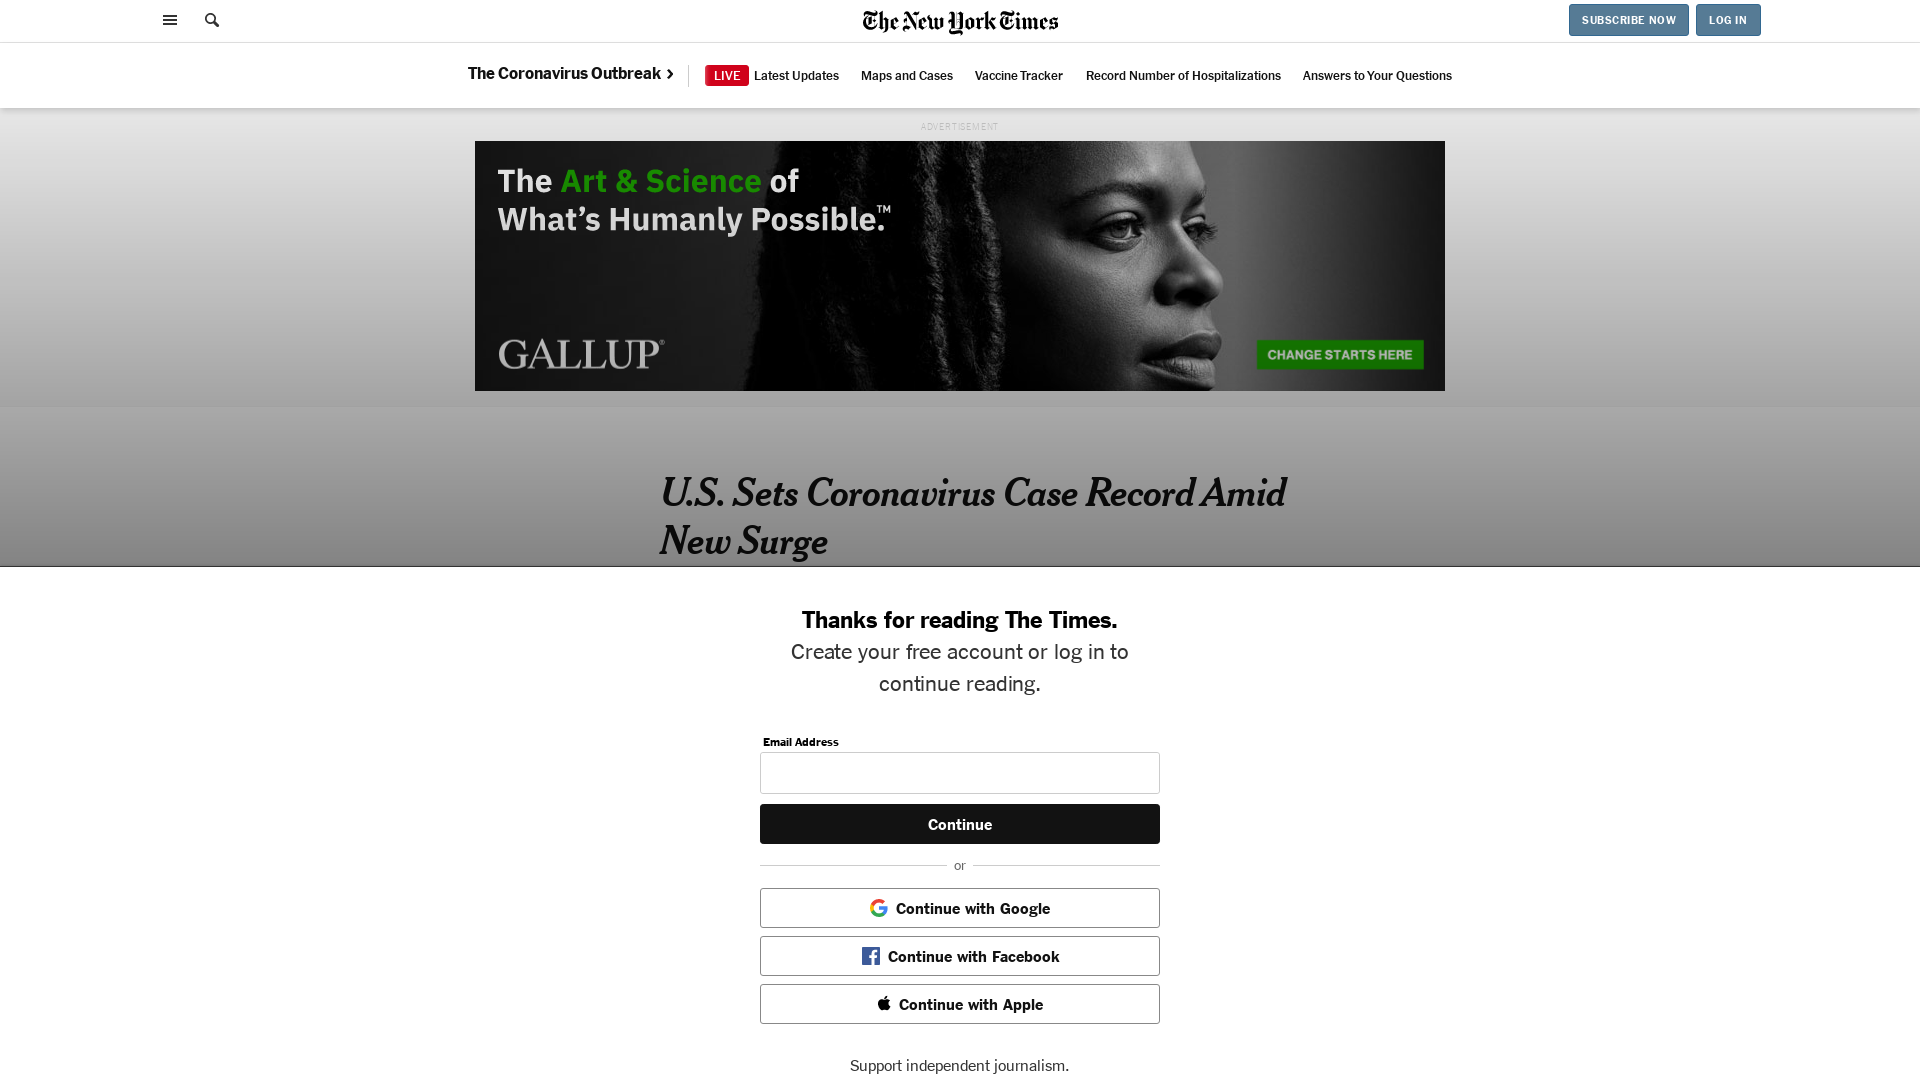 The New York Times
SUBSCRIBE NOW
LOG IN
The Coronavirus Outbreak ›
LIVE Latest Updates
Maps and Cases
Vaccine Tracker
Record Number of Hospitalizations
Answers to Your Questions
ADVERTISEMENT
The Art & Science of
What's Humanly Possible.™
GALLUP®
CHANGE STARTS HERE
U.S. Sets Coronavirus Case Record Amid
New Surge
Thanks for reading The Times.
Create your free account or log in to
continue reading.
Email Address
Continue
or
Continue with Google
Continue with Facebook
Continue with Apple
Support independent journalism.